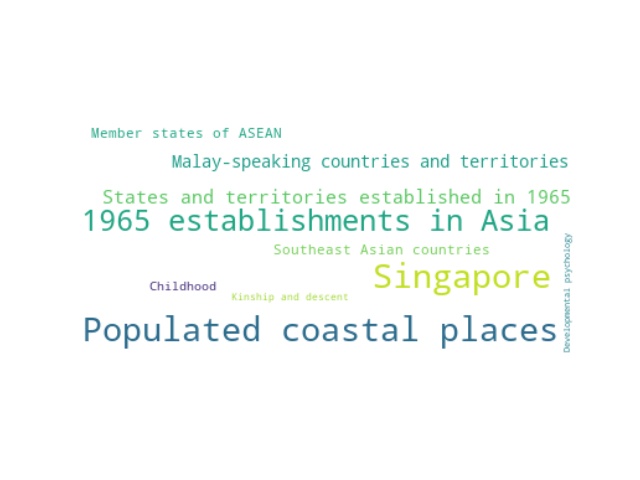 Member states of ASEAN
Malay-speaking countries and territories
States and territories established in 1965
1965 establishments in Asia
Southeast Asian countries
Singapore
Childhood
Kinship and descent
Populated coastal places
Developmental psychology